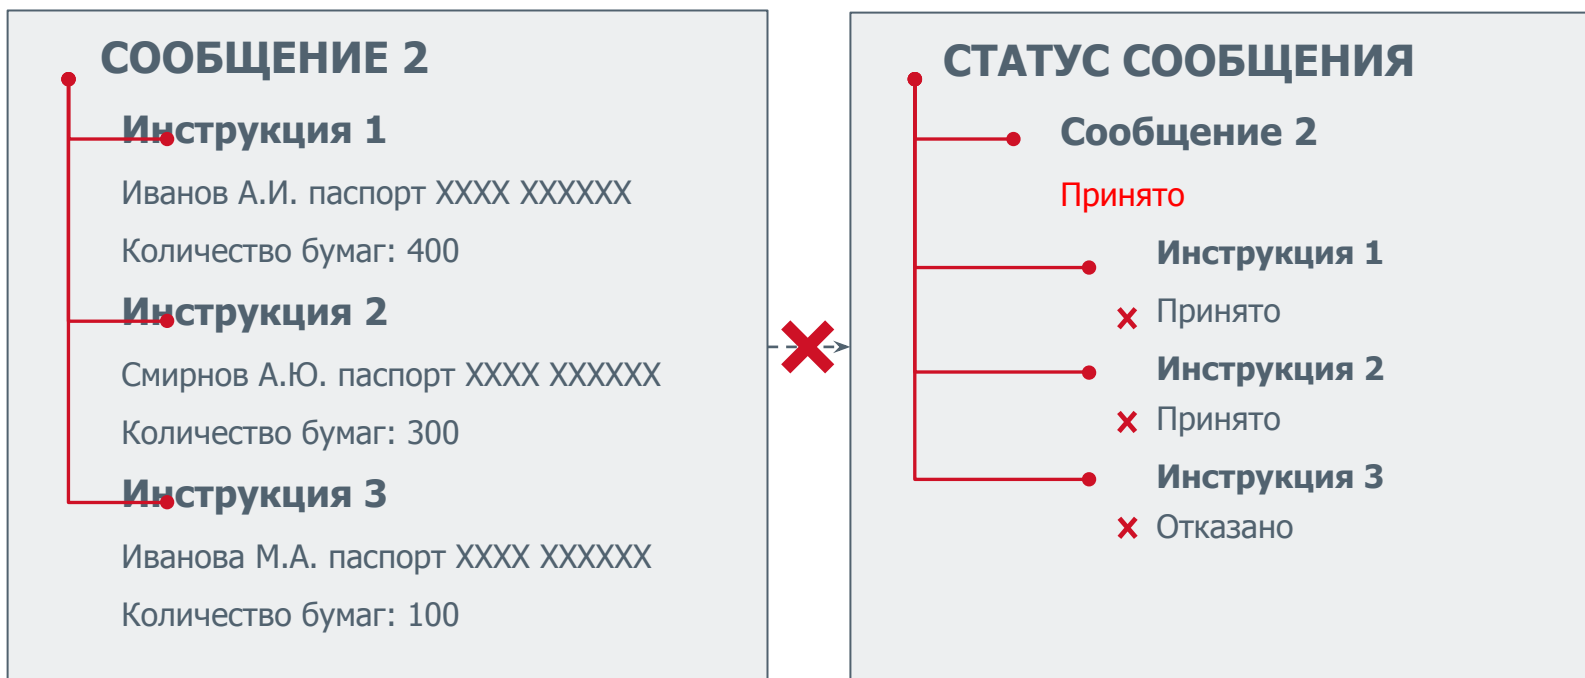 СООБЩЕНИЕ 2
Инструкция 1
Иванов А.И. паспорт XXXX XXXXXX
Количество бумаг: 400
Инструкция 2
Смирнов А.Ю. паспорт XXXX XXXXXX
Количество бумаг: 300
Инструкция 3
Иванова М.А. паспорт XXXX XXXXXX
Количество бумаг: 100
СТАТУС СООБЩЕНИЯ
Сообщение 2
Принято
Инструкция 1
Принято
Инструкция 2
Принято
Инструкция 3
Отказано